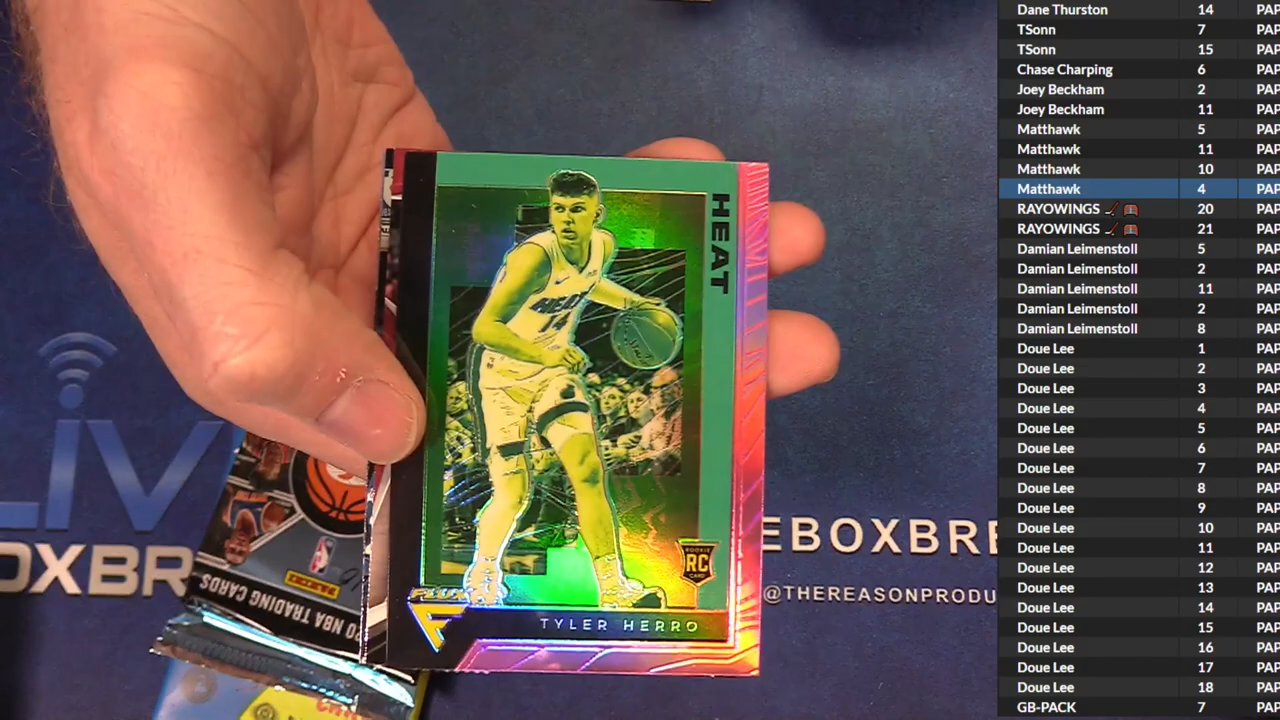 HEAT
14
ROOKIE
RC
CARD
FLUX
TYLER HERRO
NBA TRADING CARDS
LIV
OXBR
EBOXBRE
@THEREASONPRODU
Dane Thurston 14 PAP
TSonn 7 PAP
TSonn 15 PAP
Chase Charping 6 PAP
Joey Beckham 2 PAP
Joey Beckham 11 PAP
Matthawk 5 PAP
Matthawk 11 PAP
Matthawk 10 PAP
Matthawk 4 PAP
RAYOWINGS 20 PAP
RAYOWINGS 21 PAP
Damian Leimenstoll 5 PAP
Damian Leimenstoll 2 PAP
Damian Leimenstoll 11 PAP
Damian Leimenstoll 2 PAP
Damian Leimenstoll 8 PAP
Doue Lee 1 PAP
Doue Lee 2 PAP
Doue Lee 3 PAP
Doue Lee 4 PAP
Doue Lee 5 PAP
Doue Lee 6 PAP
Doue Lee 7 PAP
Doue Lee 8 PAP
Doue Lee 9 PAP
Doue Lee 10 PAP
Doue Lee 11 PAP
Doue Lee 12 PAP
Doue Lee 13 PAP
Doue Lee 14 PAP
Doue Lee 15 PAP
Doue Lee 16 PAP
Doue Lee 17 PAP
Doue Lee 18 PAP
GB-PACK 7 PAP